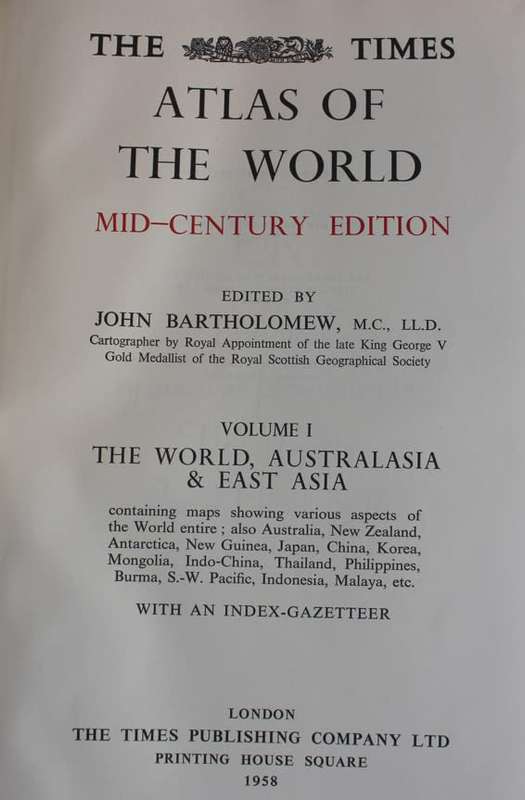 THE TIMES
ATLAS OF
THE WORLD
MID-CENTURY EDITION
EDITED BY
JOHN BARTHOLOMEW, M.C., LL.D.
Cartographer by Royal Appointment of the late King George V
Gold Medallist of the Royal Scottish Geographical Society
VOLUME I
THE WORLD, AUSTRALASIA
& EAST ASIA
containing maps showing various aspects of
the World entire ; also Australia, New Zealand,
Antarctica, New Guinea, Japan, China, Korea,
Mongolia, Indo-China, Thailand, Philippines,
Burma, S.-W. Pacific, Indonesia, Malaya, etc.
WITH AN INDEX-GAZETTEER
LONDON
THE TIMES PUBLISHING COMPANY LTD
PRINTING HOUSE SQUARE
1958